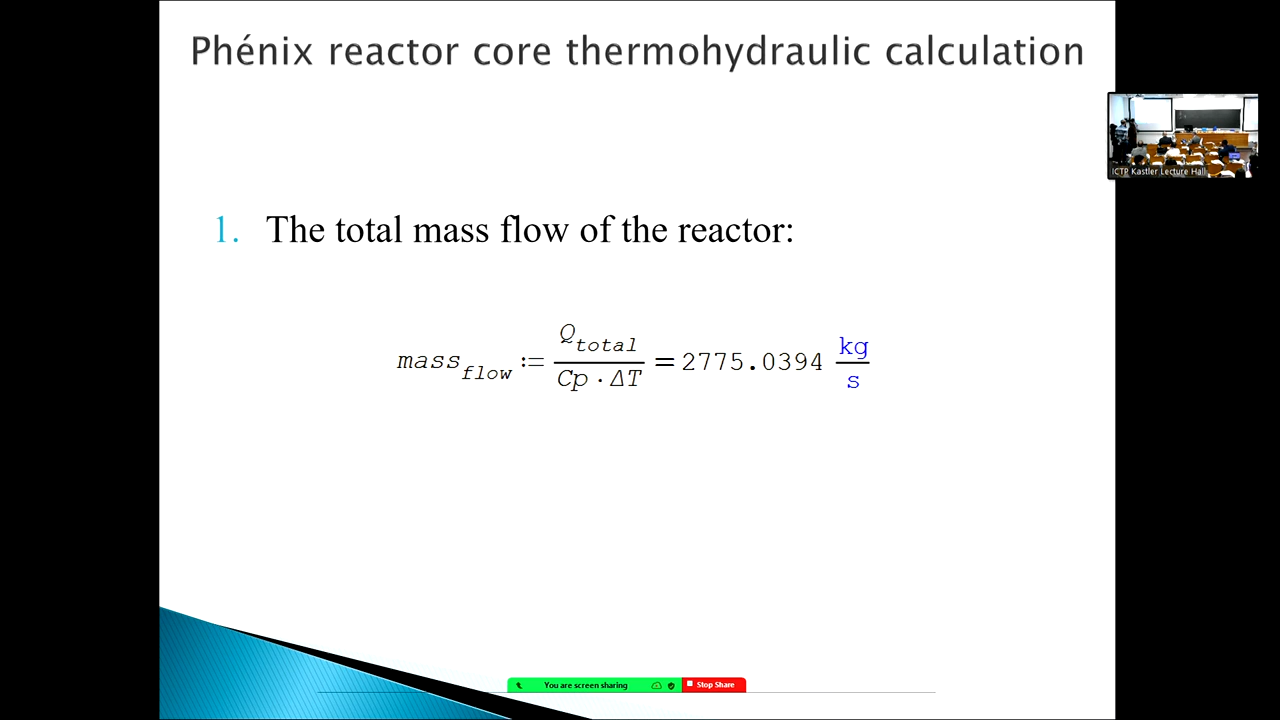 Phénix reactor core thermohydraulic calculation
ICTP Kastler Lecture Hall
1. The total mass flow of the reactor:
mass_flow := Q_total / (Cp · ΔT) = 2775.0394 kg/s
You are screen sharing
Stop Share